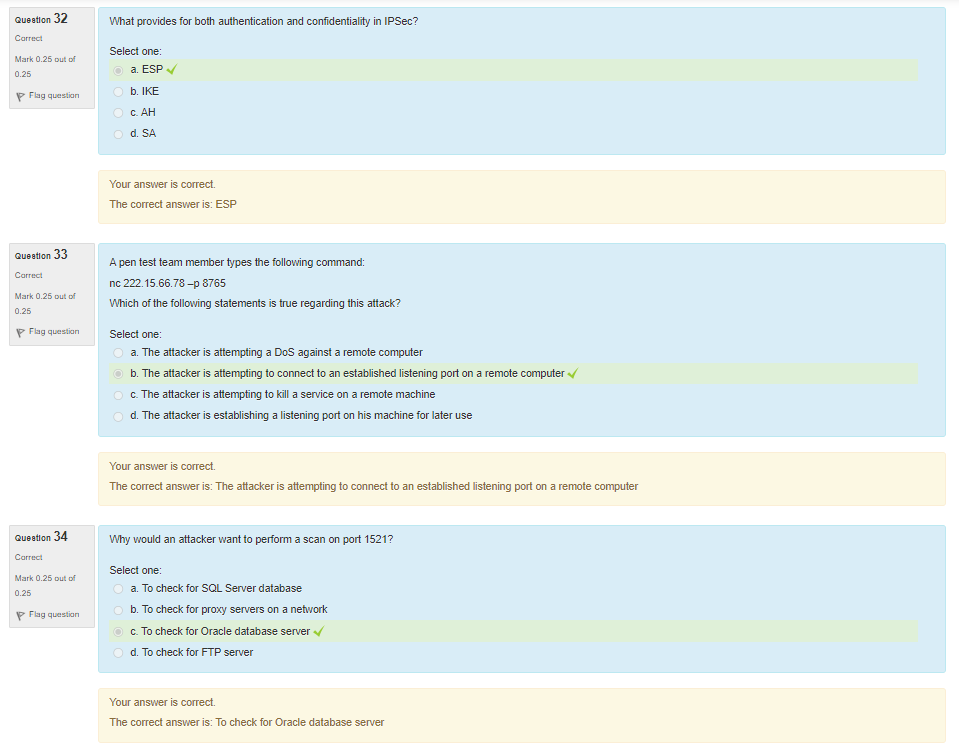 Question 32
Correct
Mark 0.25 out of
0.25
Flag question
What provides for both authentication and confidentiality in IPSec?
Select one:
a. ESP
b. IKE
c. AH
d. SA
Your answer is correct.
The correct answer is: ESP
Question 33
Correct
Mark 0.25 out of
0.25
Flag question
A pen test team member types the following command:
nc 222.15.66.78 –p 8765
Which of the following statements is true regarding this attack?
Select one:
a. The attacker is attempting a DoS against a remote computer
b. The attacker is attempting to connect to an established listening port on a remote computer
c. The attacker is attempting to kill a service on a remote machine
d. The attacker is establishing a listening port on his machine for later use
Your answer is correct.
The correct answer is: The attacker is attempting to connect to an established listening port on a remote computer
Question 34
Correct
Mark 0.25 out of
0.25
Flag question
Why would an attacker want to perform a scan on port 1521?
Select one:
a. To check for SQL Server database
b. To check for proxy servers on a network
c. To check for Oracle database server
d. To check for FTP server
Your answer is correct.
The correct answer is: To check for Oracle database server